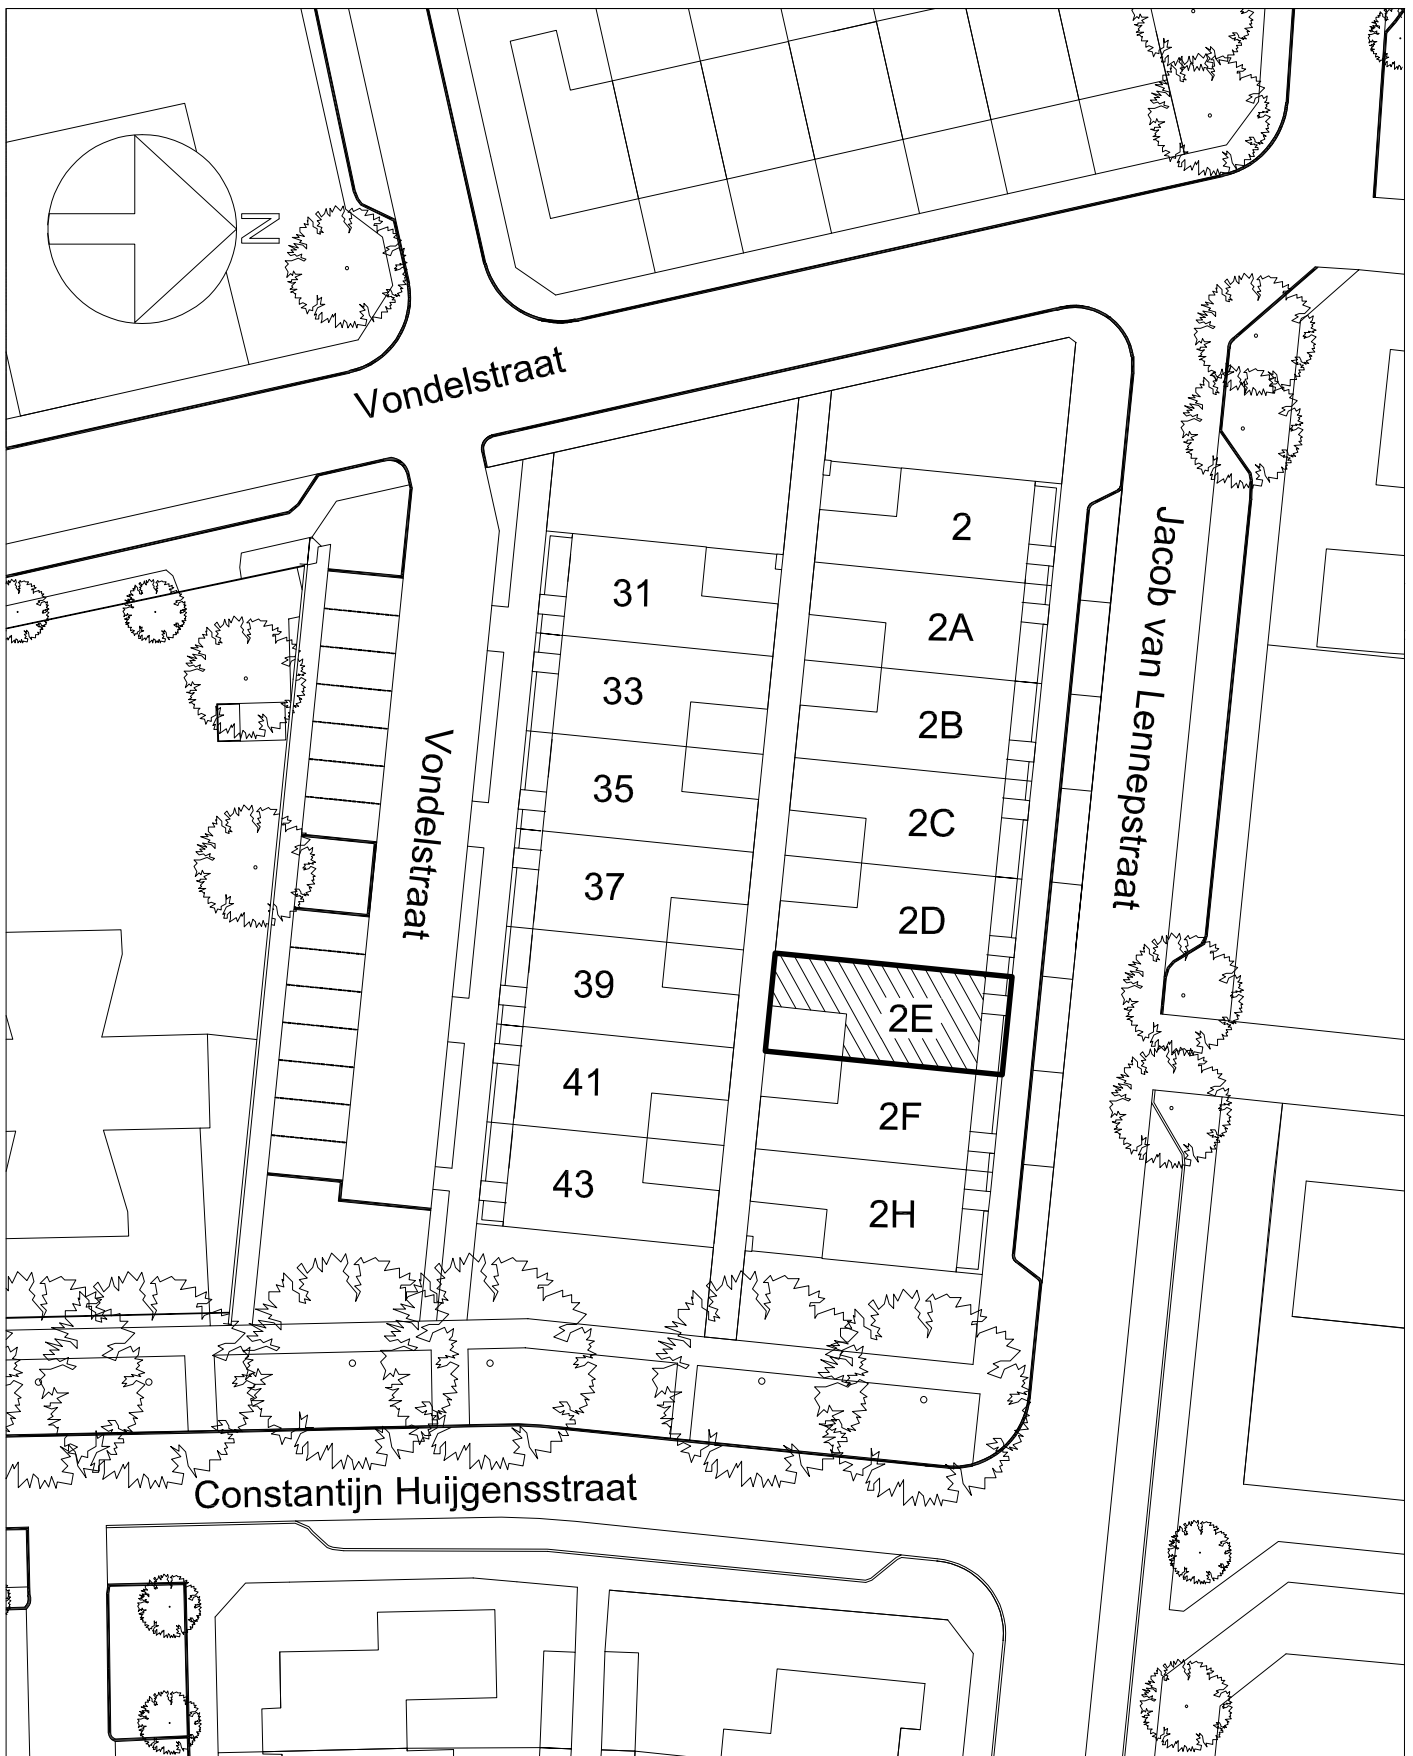 N
Vondelstraat
2
31
2A
Jacob van Lennepstraat
33
2B
Vondelstraat
35
2C
37
2D
39
2E
41
2F
43
2H
Constantijn Huijgensstraat